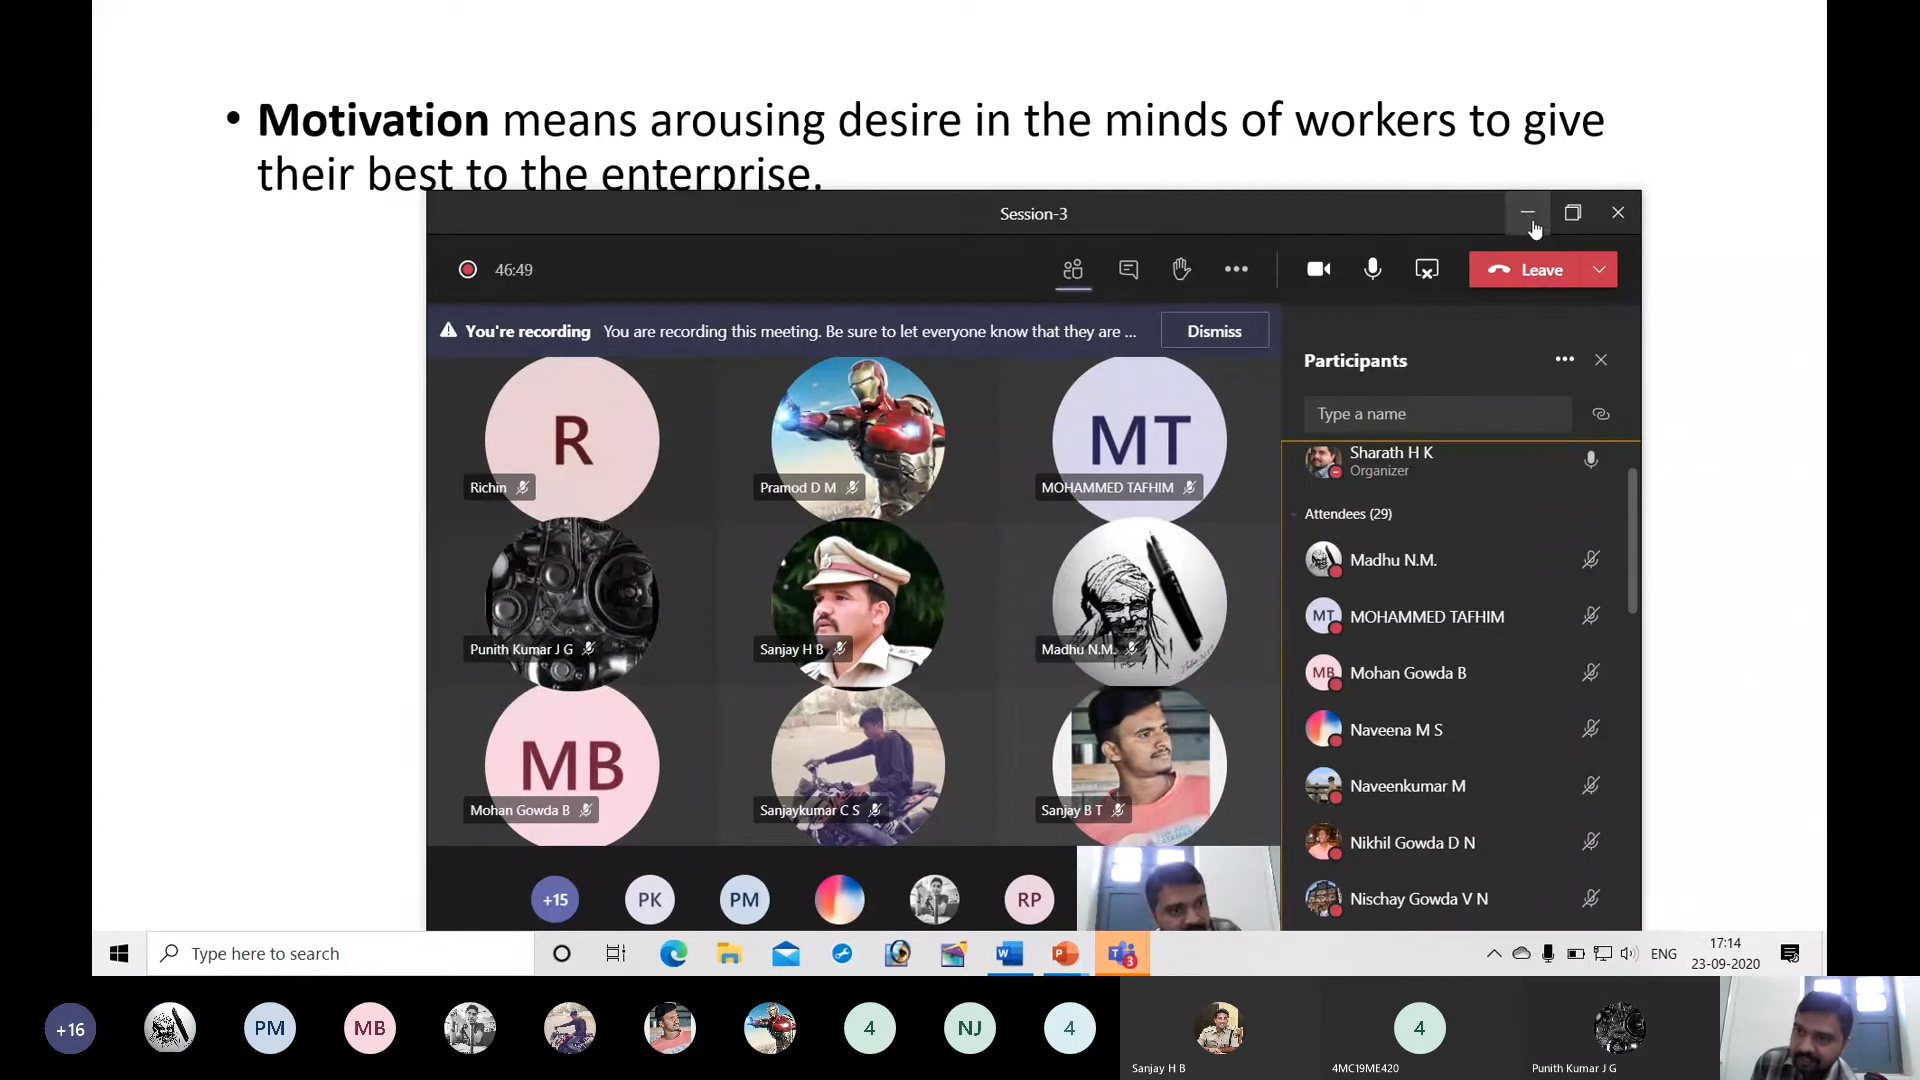 • Motivation means arousing desire in the minds of workers to give
their best to the enterprise.
Session-3
46:49
Leave
You're recording You are recording this meeting. Be sure to let everyone know that they are ...
Dismiss
Participants
Type a name
R
Richin
Pramod D M
MT
MOHAMMED TAFHIM
Sharath H K
Organizer
Attendees (29)
Punith Kumar J G
Sanjay H B
Madhu N.M.
Madhu N.M.
MT MOHAMMED TAFHIM
MB Mohan Gowda B
Naveena M S
Naveenkumar M
Nikhil Gowda D N
Nischay Gowda V N
MB
Mohan Gowda B
Sanjaykumar C S
Sanjay B T
+15
PK
PM
RP
Type here to search
W
P
3
ENG
17:14
23-09-2020
+16
PM
MB
4
NJ
4
4
Sanjay H B
4MC19ME420
Punith Kumar J G